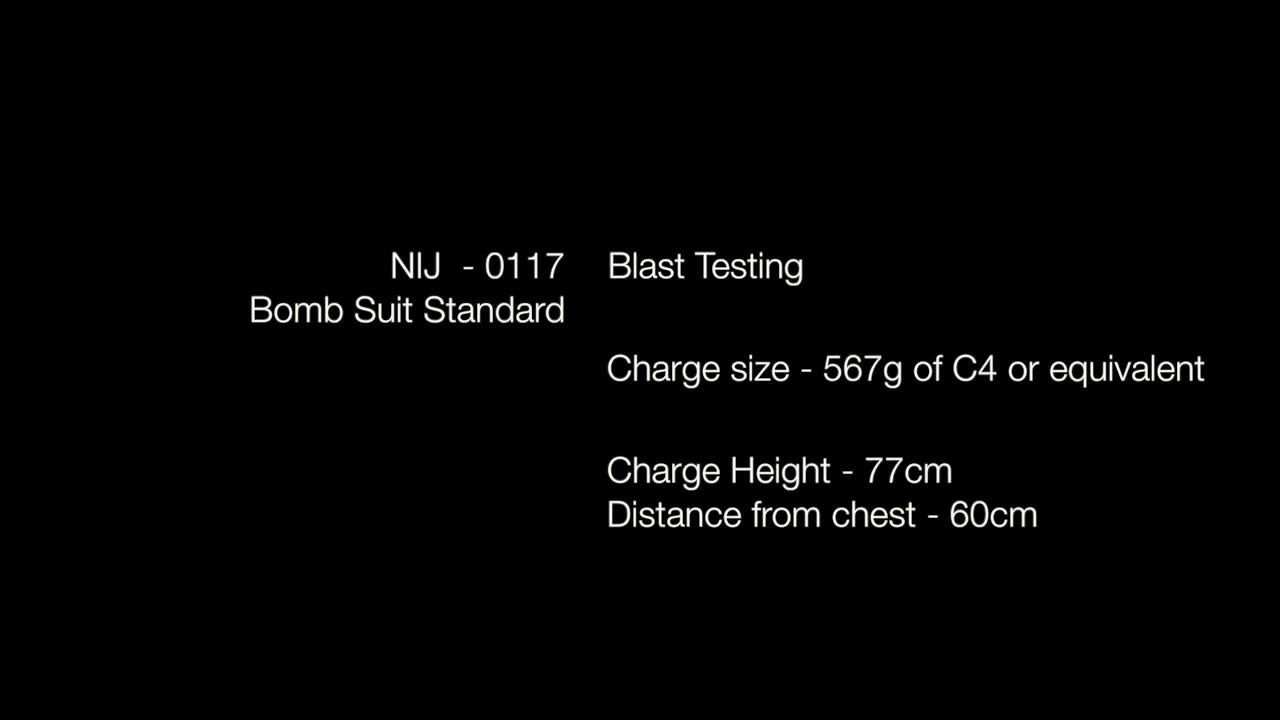 NIJ - 0117
Bomb Suit Standard
Blast Testing
Charge size - 567g of C4 or equivalent
Charge Height - 77cm
Distance from chest - 60cm